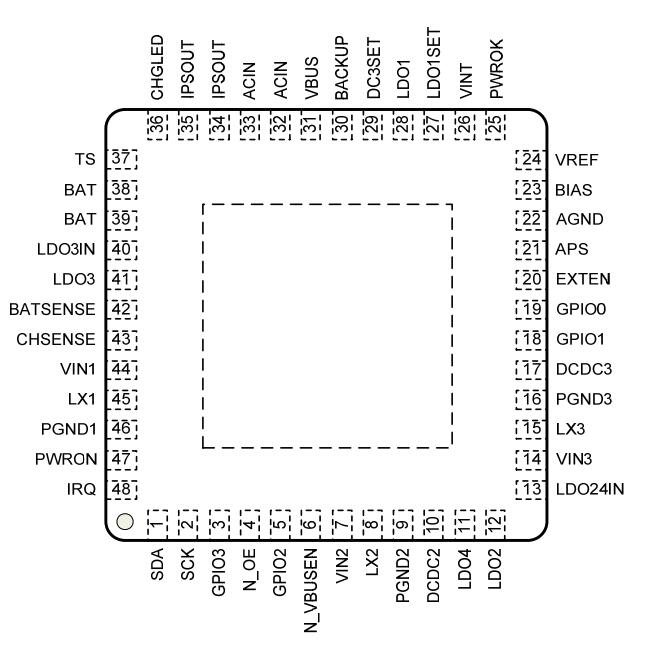 CHGLED IPSOUT IPSOUT ACIN ACIN VBUS BACKUP DC3SET LDO1 LDO1SET VINT PWROK
36 35 34 33 32 31 30 29 28 27 26 25
TS 37 24 VREF
BAT 38 23 BIAS
BAT 39 22 AGND
LDO3IN 40 21 APS
LDO3 41 20 EXTEN
BATSENSE 42 19 GPIO0
CHSENSE 43 18 GPIO1
VIN1 44 17 DCDC3
LX1 45 16 PGND3
PGND1 46 15 LX3
PWRON 47 14 VIN3
IRQ 48 13 LDO24IN
1 2 3 4 5 6 7 8 9 10 11 12
SDA SCK GPIO3 N_OE GPIO2 N_VBUSEN VIN2 LX2 PGND2 DCDC2 LDO4 LDO2